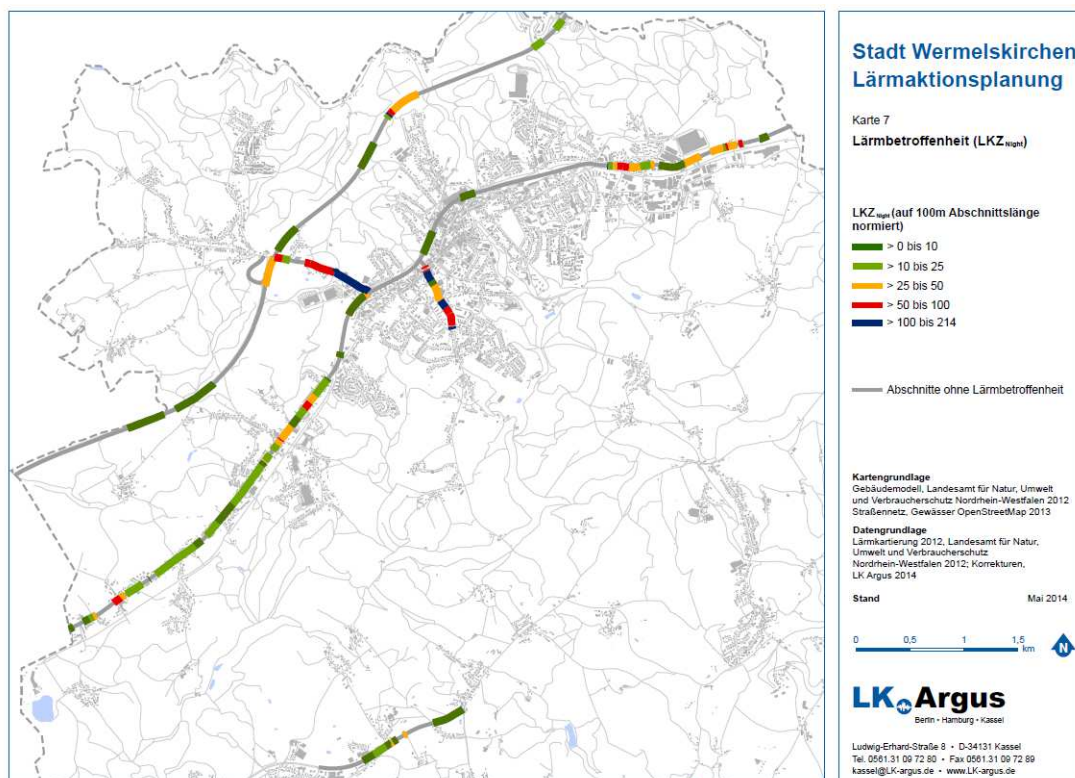 Stadt Wermelskirchen
Lärmaktionsplanung
Karte 7
Lärmbetroffenheit (LKZNight)
LKZNight (auf 100m Abschnittslänge
normiert)
> 0 bis 10
> 10 bis 25
> 25 bis 50
> 50 bis 100
> 100 bis 214
Abschnitte ohne Lärmbetroffenheit
Kartengrundlage
Gebäudemodell, Landesamt für Natur, Umwelt
und Verbraucherschutz Nordrhein-Westfalen 2012
Straßennetz, Gewässer OpenStreetMap 2013
Datengrundlage
Lärmkartierung 2012, Landesamt für Natur,
Umwelt und Verbraucherschutz
Nordrhein-Westfalen 2012; Korrekturen,
LK Argus 2014
Stand Mai 2014
0 0,5 1 1,5
km N
LK Argus
Berlin • Hamburg • Kassel
Ludwig-Erhard-Straße 8 • D-34131 Kassel
Tel. 0561.31 09 72 80 • Fax 0561.31 09 72 89
kassel@LK-argus.de • www.LK-argus.de